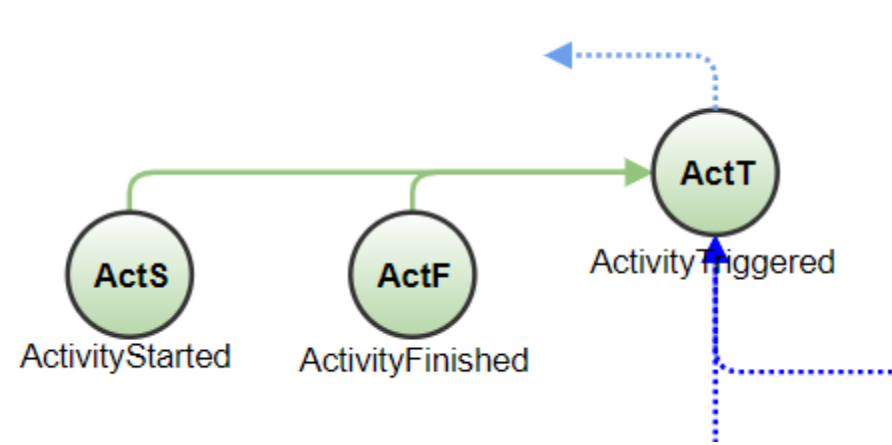 ActT
ActS
ActF
ActivityTriggered
ActivityStarted
ActivityFinished